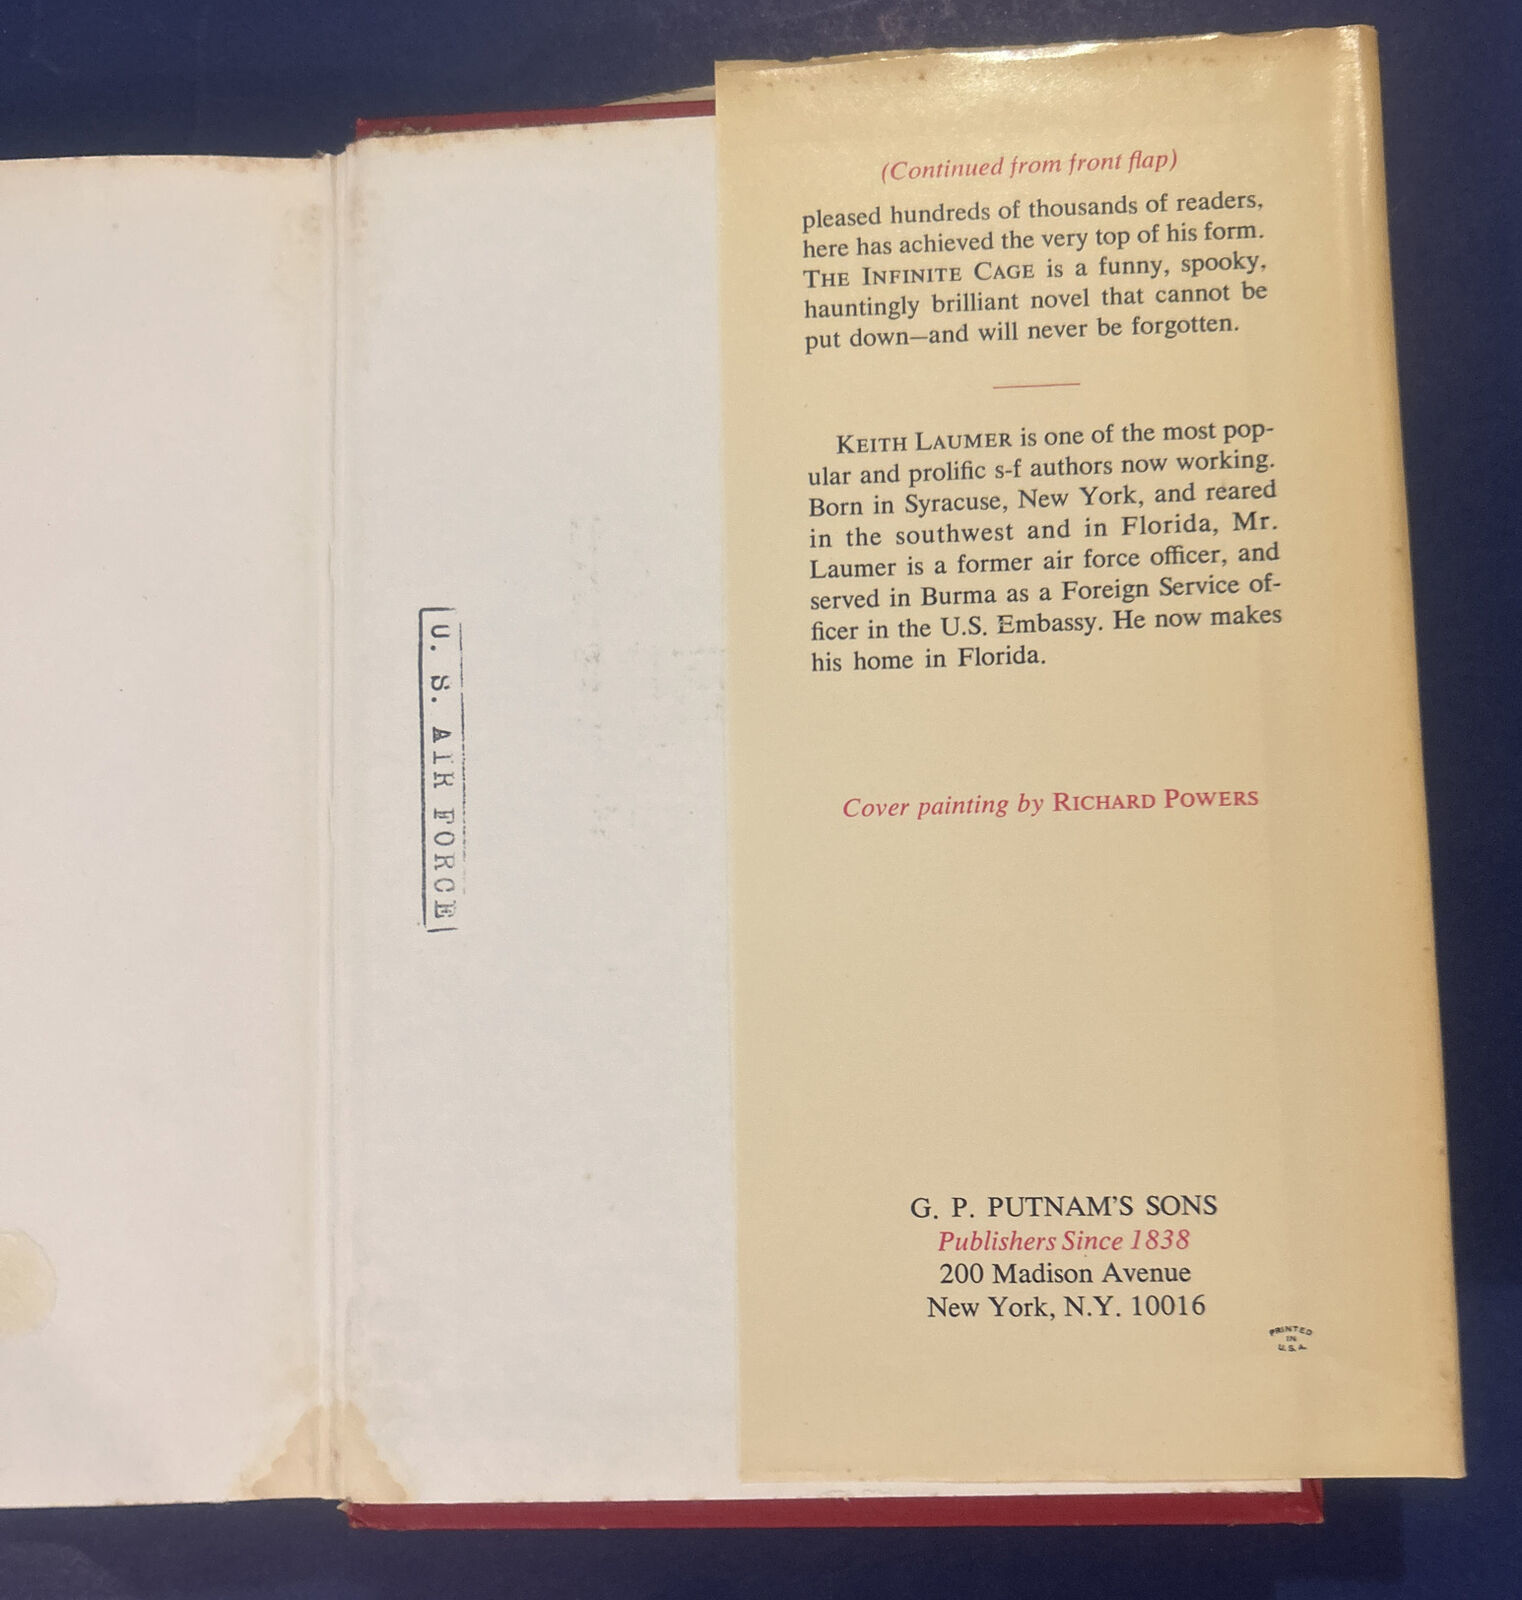 U. S. AIR FORCE
(Continued from front flap)
pleased hundreds of thousands of readers,
here has achieved the very top of his form.
THE INFINITE CAGE is a funny, spooky,
hauntingly brilliant novel that cannot be
put down—and will never be forgotten.
KEITH LAUMER is one of the most pop-
ular and prolific s-f authors now working.
Born in Syracuse, New York, and reared
in the southwest and in Florida, Mr.
Laumer is a former air force officer, and
served in Burma as a Foreign Service of-
ficer in the U.S. Embassy. He now makes
his home in Florida.
Cover painting by RICHARD POWERS
G. P. PUTNAM'S SONS
Publishers Since 1838
200 Madison Avenue
New York, N.Y. 10016
PRINTED
IN
U.S.A.